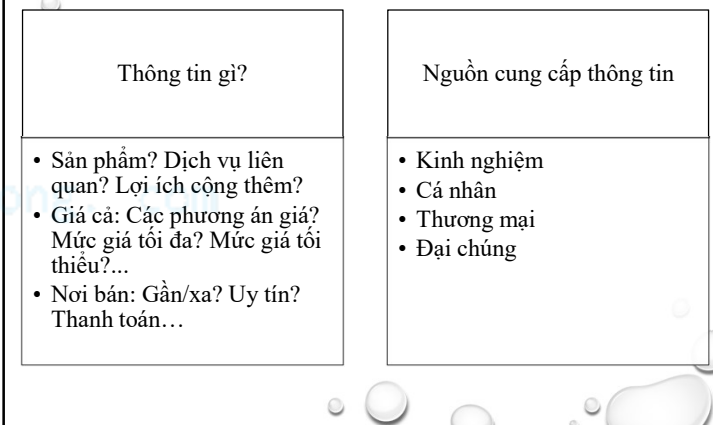 Thông tin gì?
• Sản phẩm? Dịch vụ liên
quan? Lợi ích cộng thêm?
• Giá cả: Các phương án giá?
Mức giá tối đa? Mức giá tối
thiểu?...
• Nơi bán: Gần/xa? Uy tín?
Thanh toán…
Nguồn cung cấp thông tin
• Kinh nghiệm
• Cá nhân
• Thương mại
• Đại chúng